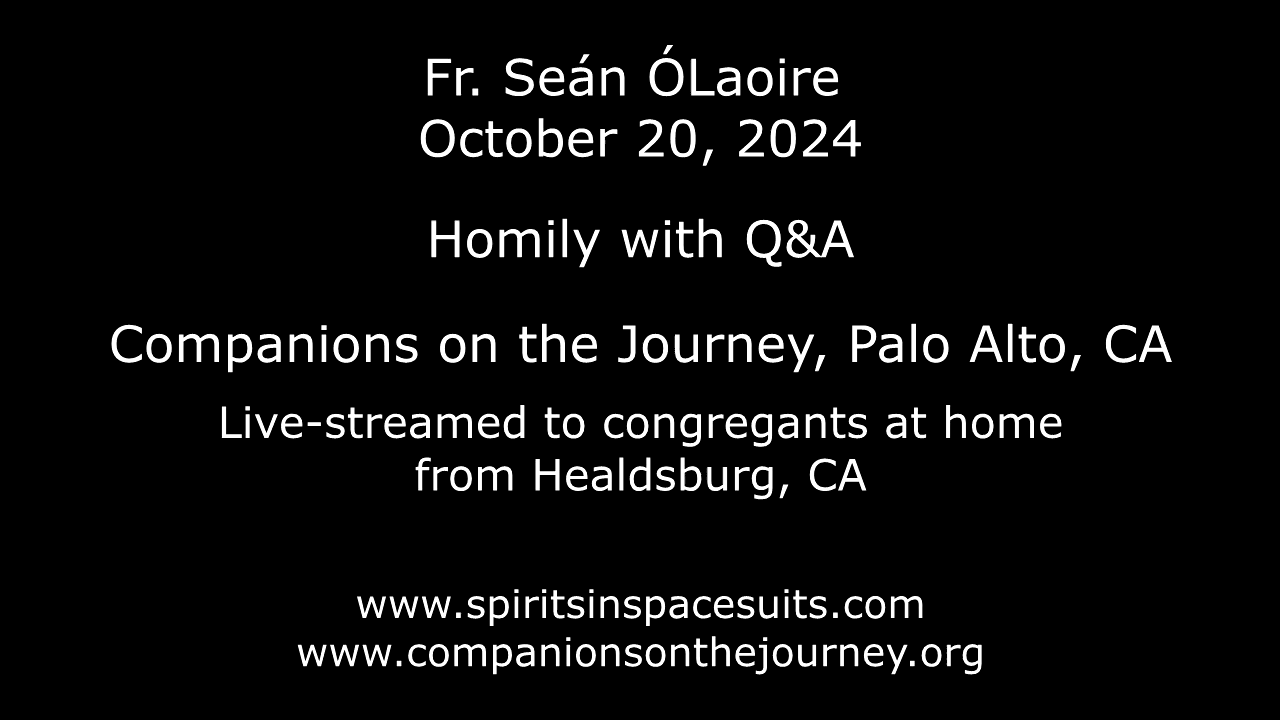 Fr. Seán ÓLaoire
October 20, 2024
Homily with Q&A
Companions on the Journey, Palo Alto, CA
Live-streamed to congregants at home
from Healdsburg, CA
www.spiritsinspacesuits.com
www.companionsonthejourney.org